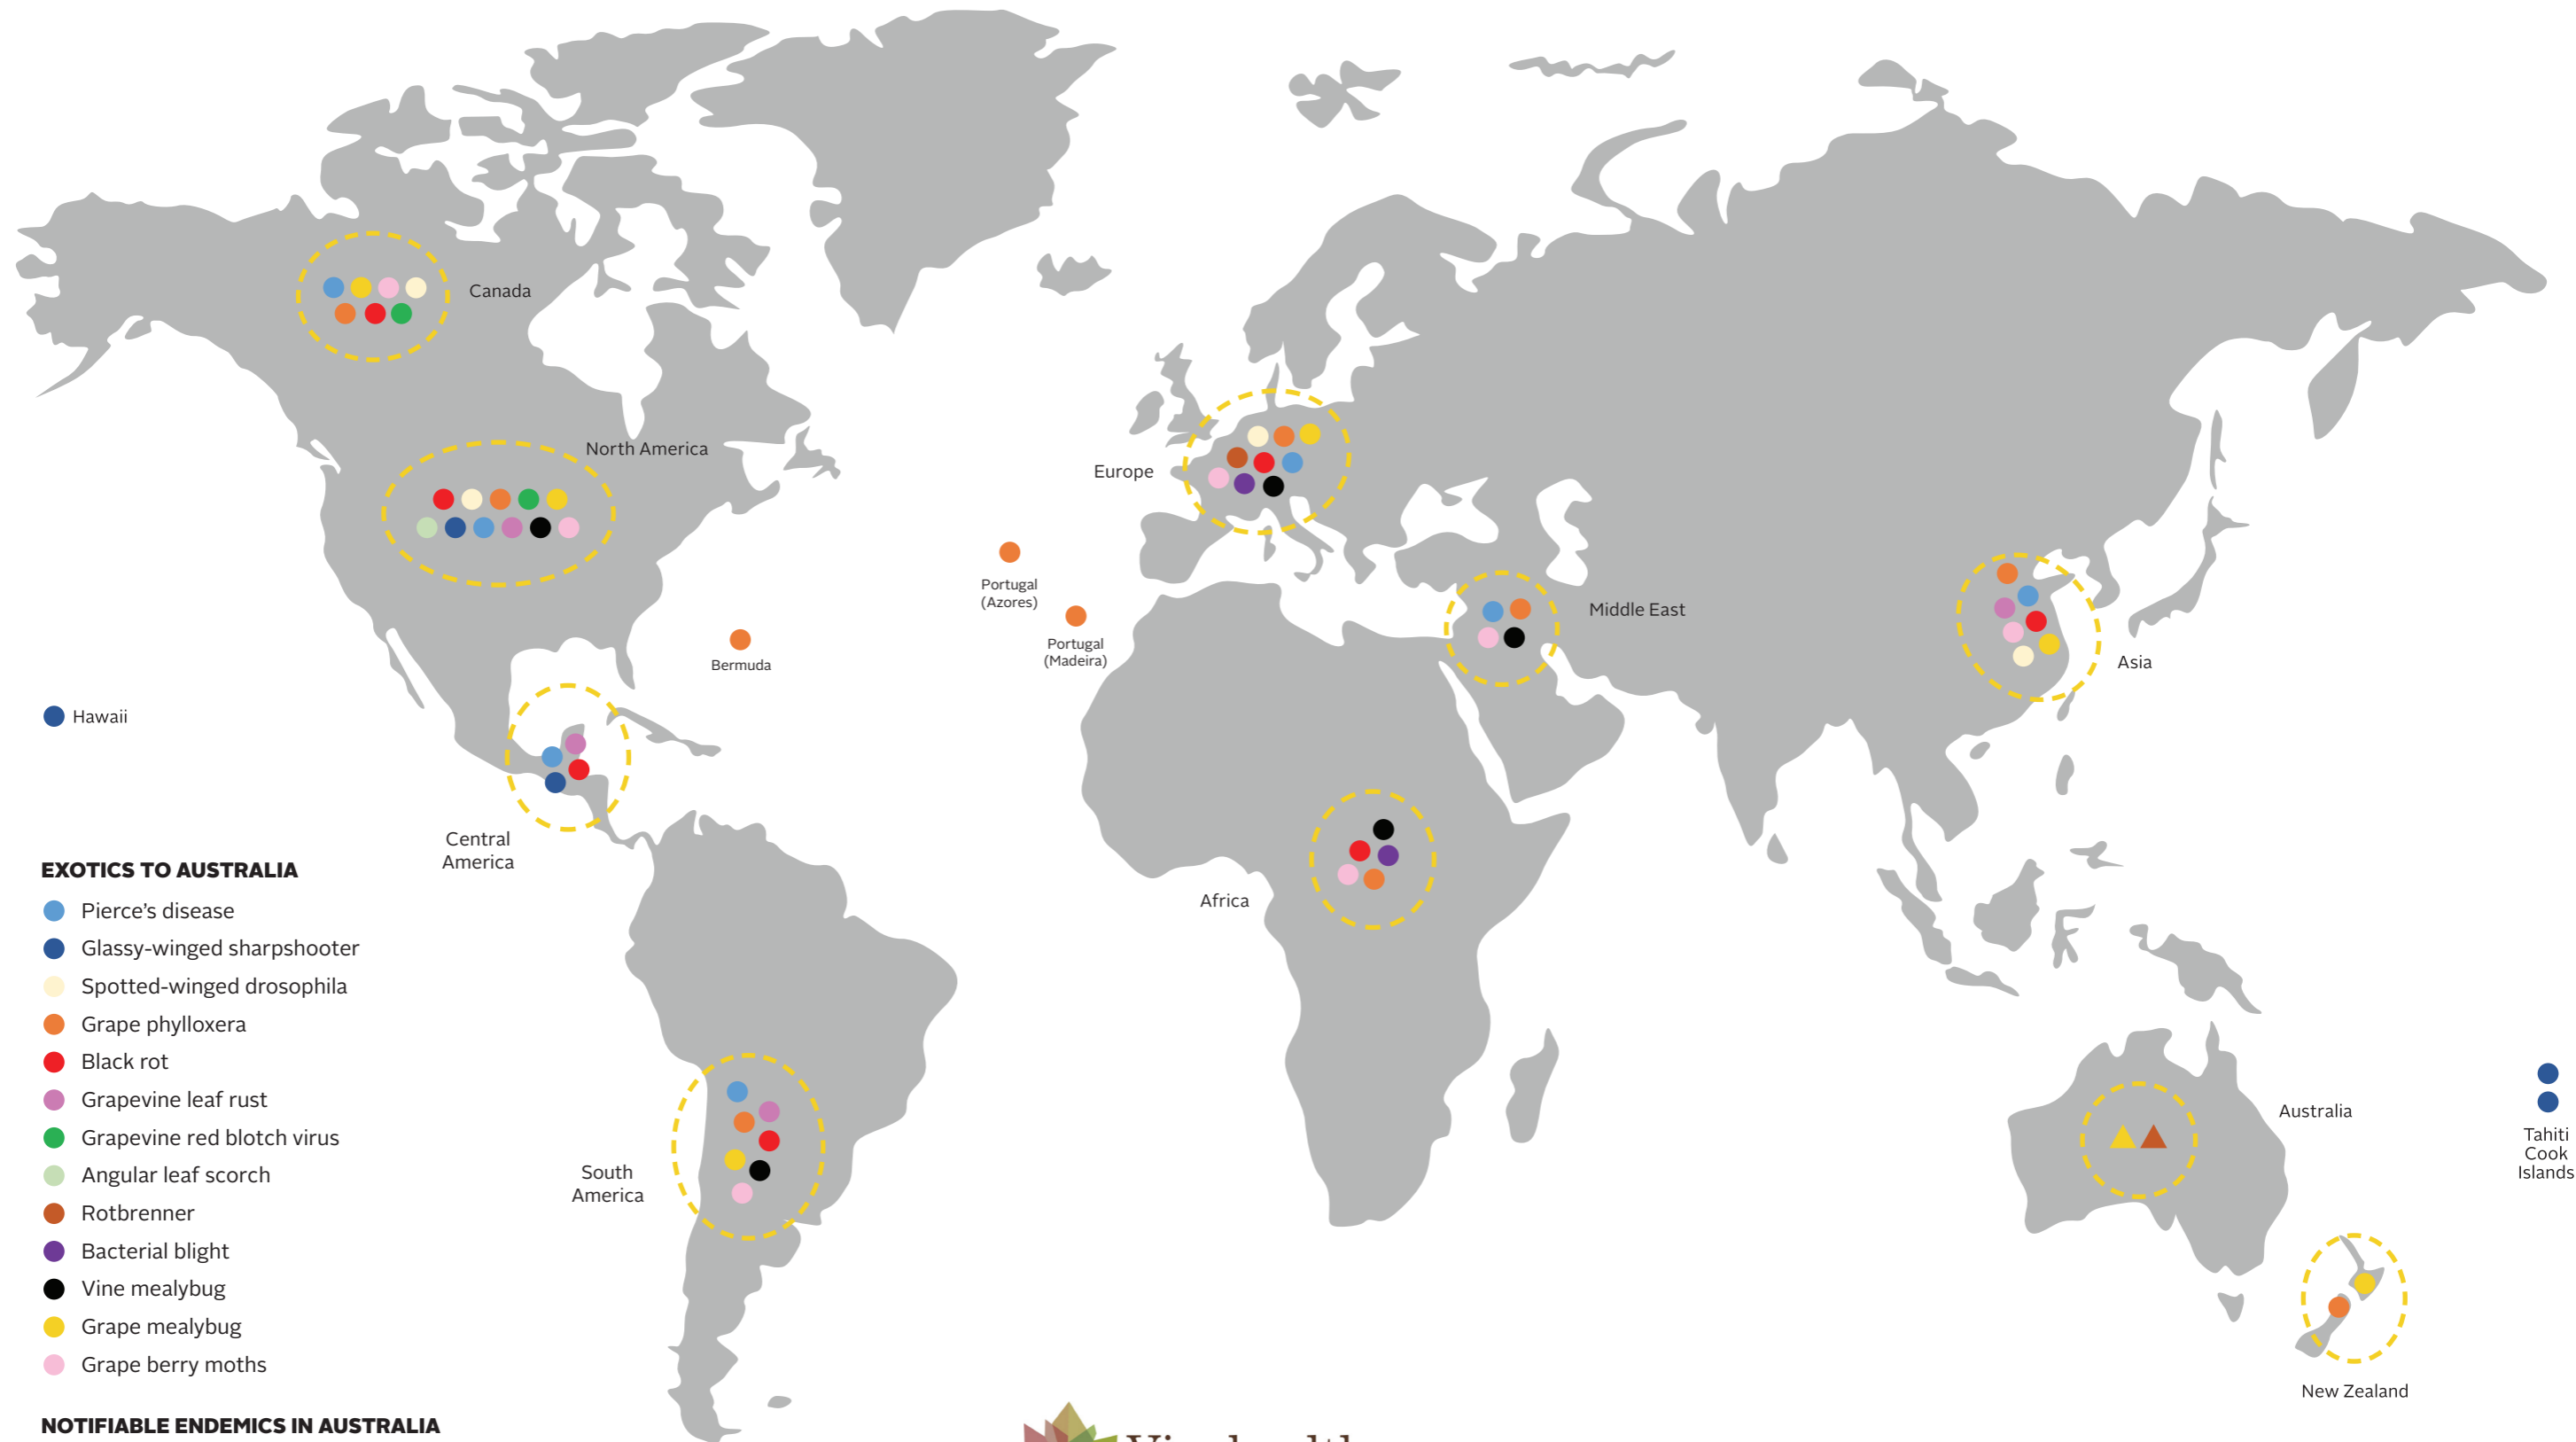 Canada
North America
Europe
Portugal
(Azores)
Portugal
(Madeira)
Bermuda
Middle East
Asia
Hawaii
Central
America
Africa
South
America
Australia
Tahiti
Cook
Islands
New Zealand
EXOTICS TO AUSTRALIA
Pierce’s disease
Glassy-winged sharpshooter
Spotted-winged drosophila
Grape phylloxera
Black rot
Grapevine leaf rust
Grapevine red blotch virus
Angular leaf scorch
Rotbrenner
Bacterial blight
Vine mealybug
Grape mealybug
Grape berry moths
NOTIFIABLE ENDEMICS IN AUSTRALIA